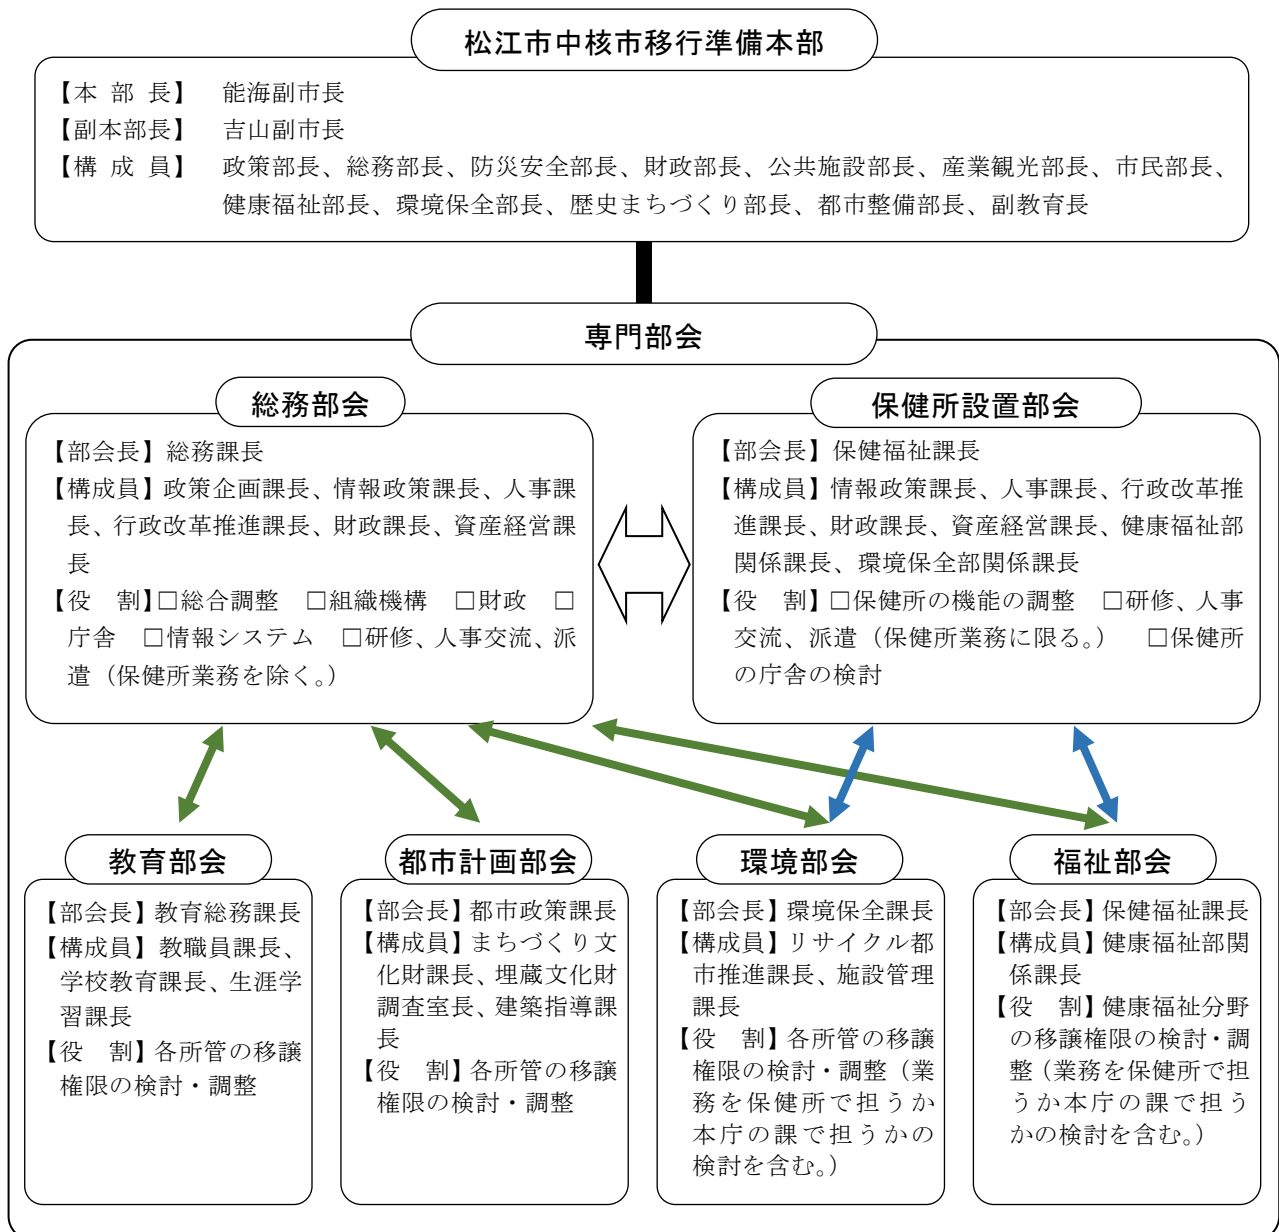 松江市中核市移行準備本部
【本 部 長】 能海副市長
【副本部長】 吉山副市長
【構 成 員】 政策部長、総務部長、防災安全部長、財政部長、公共施設部長、産業観光部長、市民部長、
健康福祉部長、環境保全部長、歴史まちづくり部長、都市整備部長、副教育長
専門部会
総務部会
【部会長】総務課長
【構成員】政策企画課長、情報政策課長、人事課
長、行政改革推進課長、財政課長、資産経営課
長
【役 割】□総合調整 □組織機構 □財政 □
庁舎 □情報システム □研修、人事交流、派
遣（保健所業務を除く。）
保健所設置部会
【部会長】保健福祉課長
【構成員】情報政策課長、人事課長、行政改革推
進課長、財政課長、資産経営課長、健康福祉部
関係課長、環境保全部関係課長
【役 割】□保健所の機能の調整 □研修、人事
交流、派遣（保健所業務に限る。） □保健所
の庁舎の検討
教育部会
【部会長】教育総務課長
【構成員】教職員課長、
学校教育課長、生涯学
習課長
【役 割】各所管の移譲
権限の検討・調整
都市計画部会
【部会長】都市政策課長
【構成員】まちづくり文
化財課長、埋蔵文化財
調査室長、建築指導課
長
【役 割】各所管の移譲
権限の検討・調整
環境部会
【部会長】環境保全課長
【構成員】リサイクル都
市推進課長、施設管理
課長
【役 割】各所管の移譲
権限の検討・調整（業
務を保健所で担うか
本庁の課で担うかの
検討を含む。）
福祉部会
【部会長】保健福祉課長
【構成員】健康福祉部関
係課長
【役 割】健康福祉分野
の移譲権限の検討・調
整（業務を保健所で担
うか本庁の課で担う
かの検討を含む。）